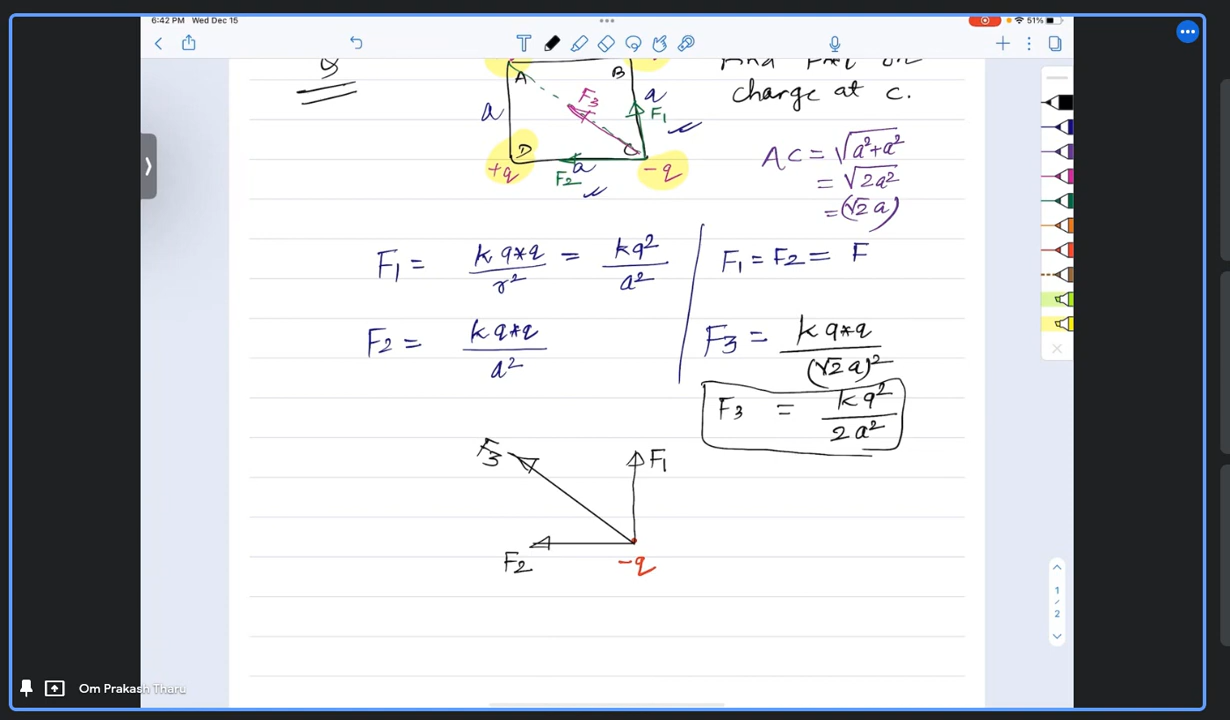 6:42 PM Wed Dec 15
51%
Q
A
B
charge at C.
a
a
F3
F1
AC = √a²+a²
= √2a²
=(√2 a)
D
C
+q
F2
a
-q
F1 = k q*q / r² = kq² / a²
F1 = F2 = F
F2 = k q*q / a²
F3 = k q*q / (√2 a)²
F3 = k q² / 2a²
F3
F1
F2
-q
1
/
2
Om Prakash Tharu